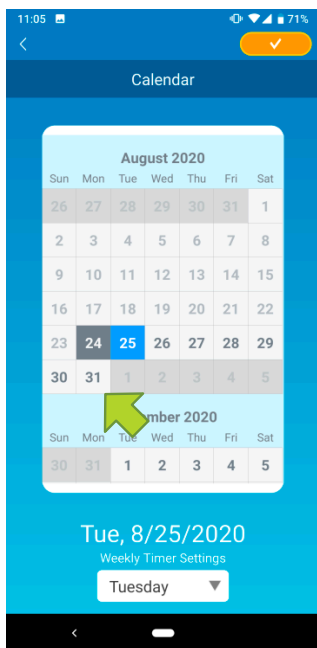 11:05 71%
Calendar
August 2020
Sun Mon Tue Wed Thu Fri Sat
26 27 28 29 30 31 1
2 3 4 5 6 7 8
9 10 11 12 13 14 15
16 17 18 19 20 21 22
23 24 25 26 27 28 29
30 31 1 2 3 4 5
mber 2020
Sun Mon Tue Wed Thu Fri Sat
30 31 1 2 3 4 5
Tue, 8/25/2020
Weekly Timer Settings
Tuesday